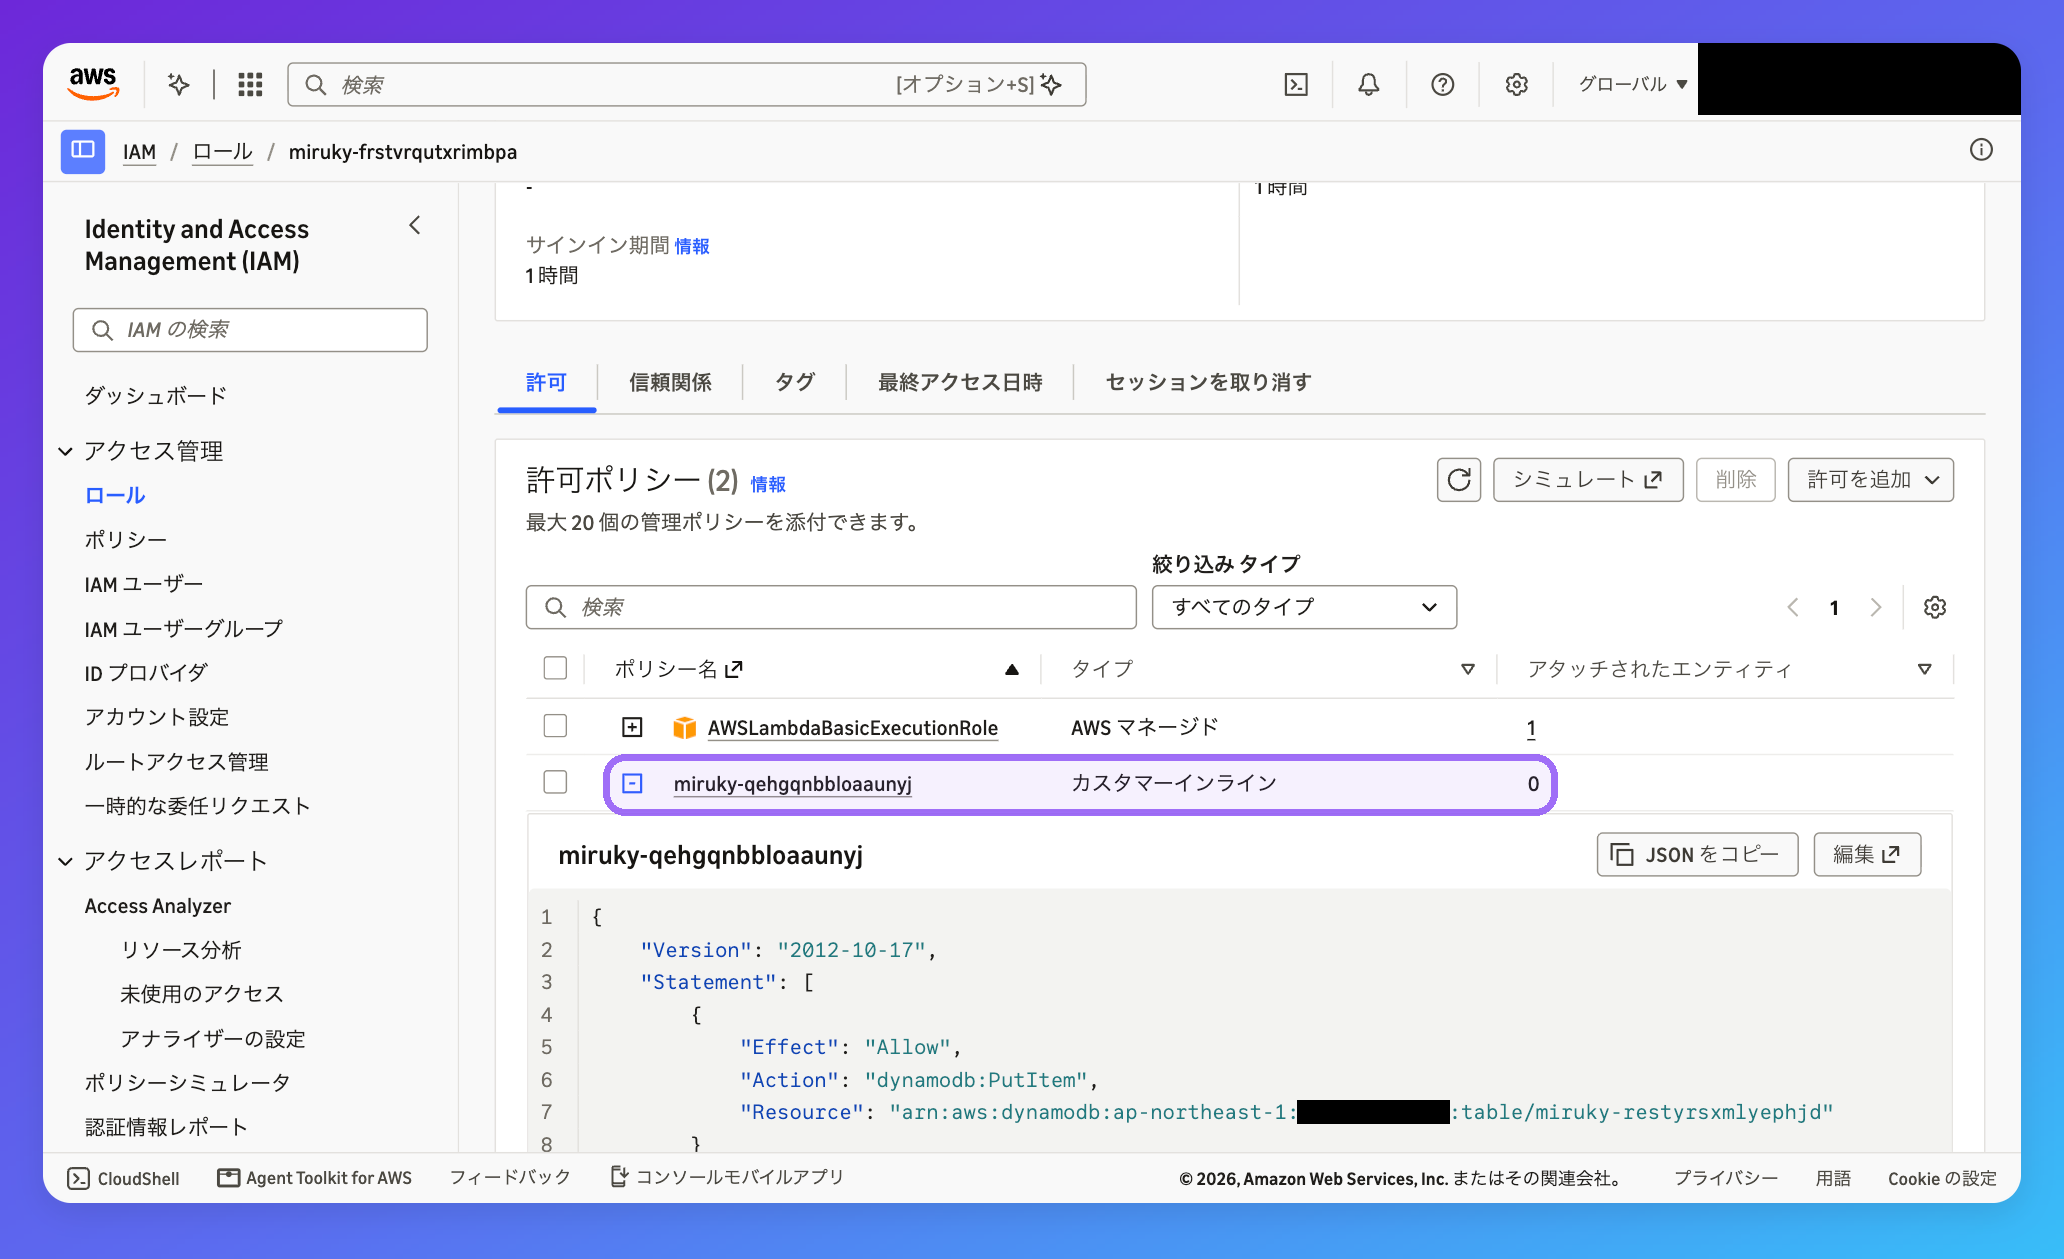 aws
検索 [オプション+S]
グローバル ▼
IAM / ロール / miruky-frstvrqutxrimbpa
Identity and Access
Management (IAM)
IAM の検索
ダッシュボード
アクセス管理
ロール
ポリシー
IAM ユーザー
IAM ユーザーグループ
ID プロバイダ
アカウント設定
ルートアクセス管理
一時的な委任リクエスト
アクセスレポート
Access Analyzer
リソース分析
未使用のアクセス
アナライザーの設定
ポリシーシミュレータ
認証情報レポート
-
1 時間
サインイン期間 情報
1 時間
許可 信頼関係 タグ 最終アクセス日時 セッションを取り消す
許可ポリシー (2) 情報
シミュレート 削除 許可を追加
最大 20 個の管理ポリシーを添付できます。
絞り込み タイプ
検索 すべてのタイプ 1
ポリシー名 タイプ アタッチされたエンティティ
AWSLambdaBasicExecutionRole AWS マネージド 1
miruky-qehgqnbbloaaunyj カスタマーインライン 0
miruky-qehgqnbbloaaunyj JSON をコピー 編集
1 {
2 "Version": "2012-10-17",
3 "Statement": [
4 {
5 "Effect": "Allow",
6 "Action": "dynamodb:PutItem",
7 "Resource": "arn:aws:dynamodb:ap-northeast-1: :table/miruky-restyrsxmlyephjd"
8 }
CloudShell Agent Toolkit for AWS フィードバック コンソールモバイルアプリ © 2026, Amazon Web Services, Inc. またはその関連会社。 プライバシー 用語 Cookie の設定